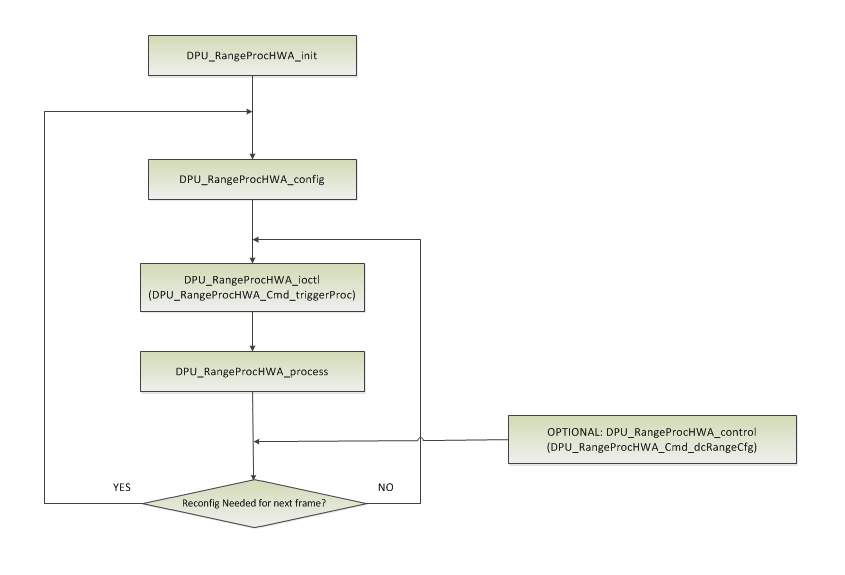 DPU_RangeProcHWA_init
DPU_RangeProcHWA_config
DPU_RangeProcHWA_ioctl
(DPU_RangeProcHWA_Cmd_triggerProc)
DPU_RangeProcHWA_process
OPTIONAL: DPU_RangeProcHWA_control
(DPU_RangeProcHWA_Cmd_dcRangeCfg)
YES
NO
Reconfig Needed for next frame?